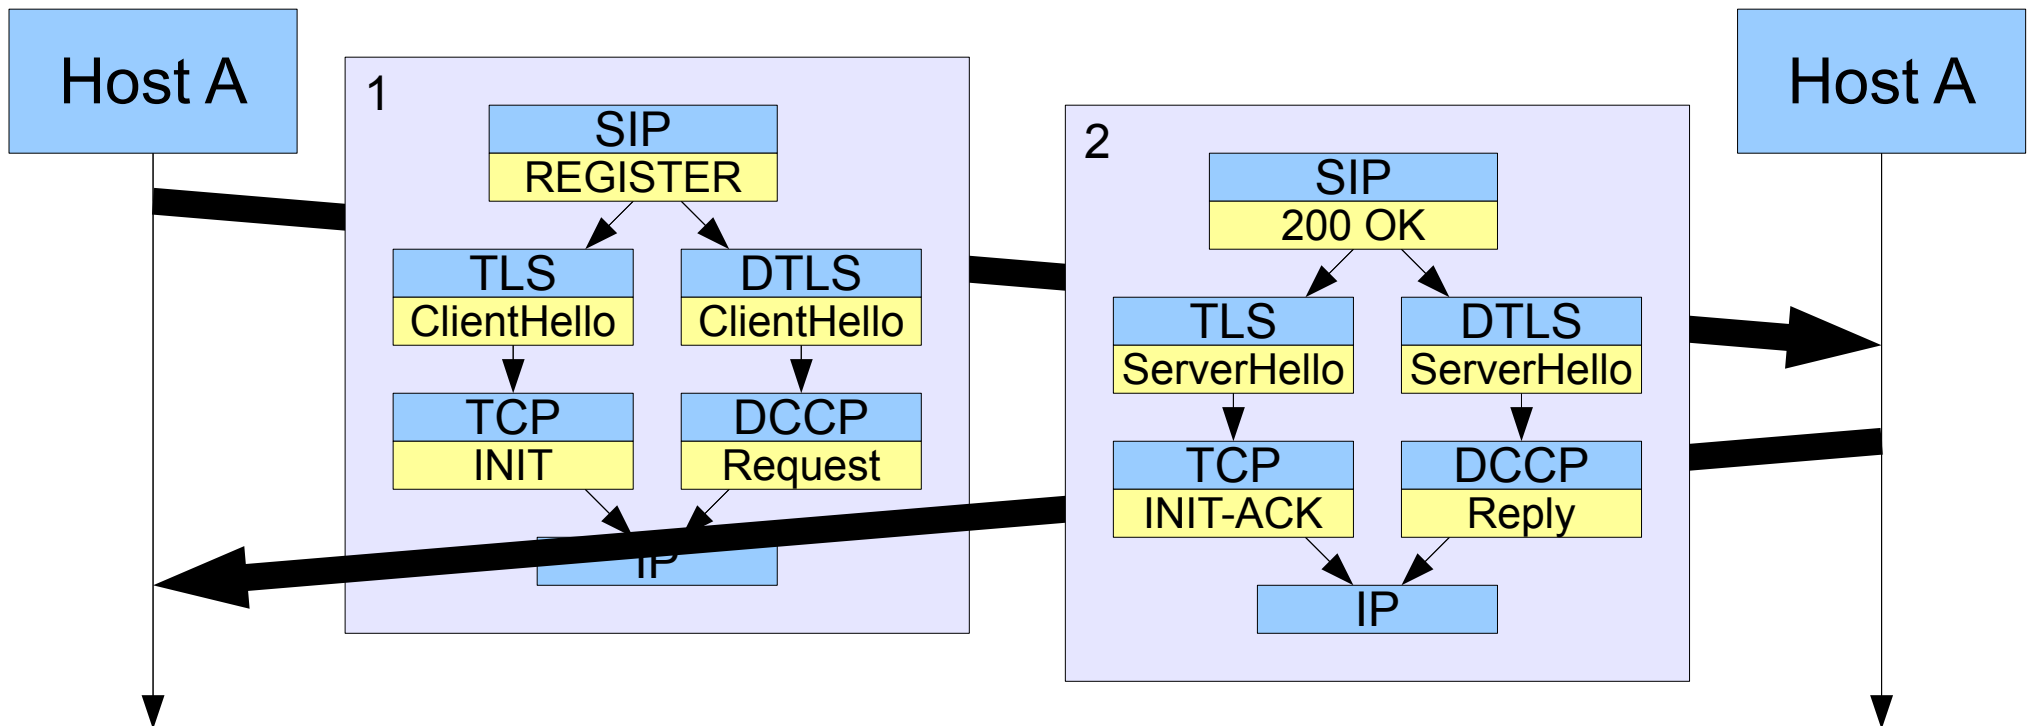 Host A
Host A
1
SIP
REGISTER
TLS
DTLS
ClientHello
ClientHello
TCP
DCCP
INIT
Request
IP
2
SIP
200 OK
TLS
DTLS
ServerHello
ServerHello
TCP
DCCP
INIT-ACK
Reply
IP